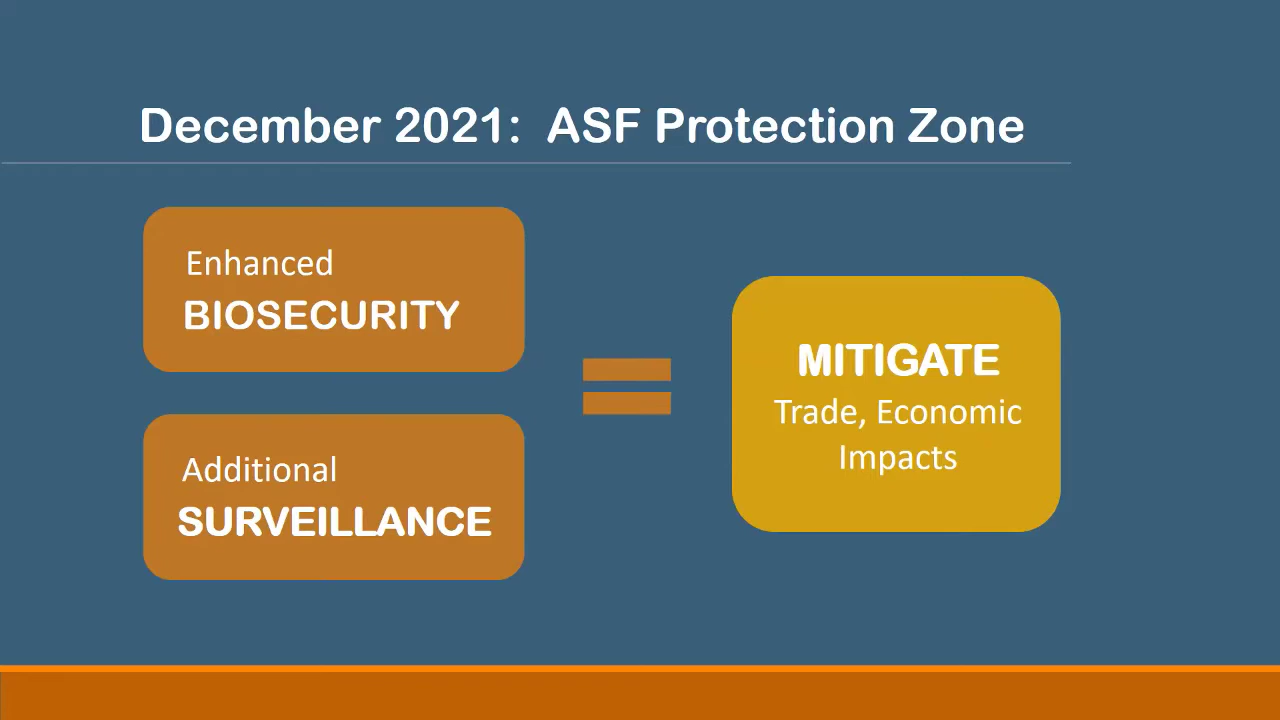 December 2021:  ASF Protection Zone
Enhanced
BIOSECURITY
Additional
SURVEILLANCE
MITIGATE
Trade, Economic
Impacts